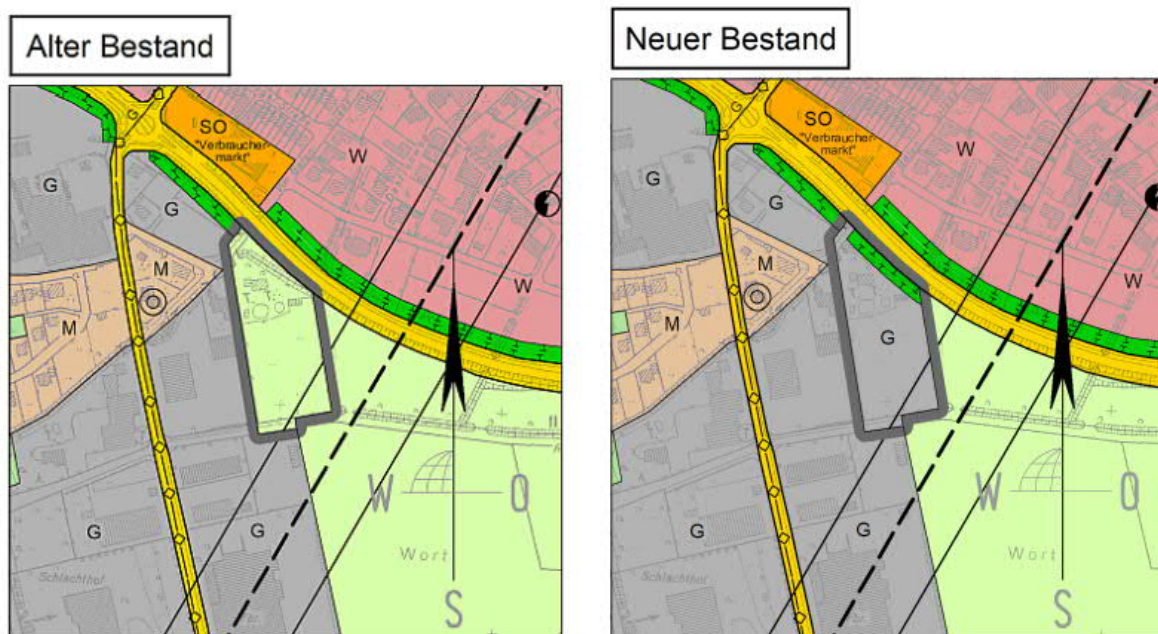 Alter Bestand
G
SO
"Verbraucher-
markt"
W
G
G
M
M
W
G
G
W
O
Wort
Schlachthof
S
Neuer Bestand
G
SO
"Verbraucher-
markt"
W
G
G
M
M
W
G
G
G
W
O
Wort
Schlachthof
S